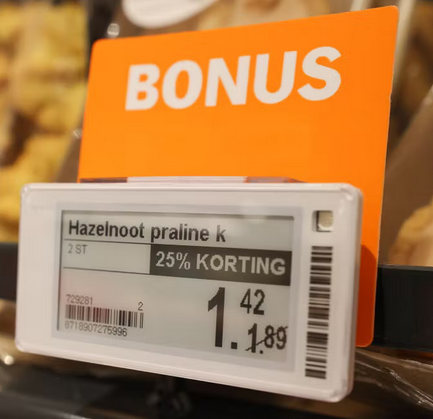 BONUS
Hazelnoot praline k
2 ST
25% KORTING
1.42
1.89
729281 2
8718907275996